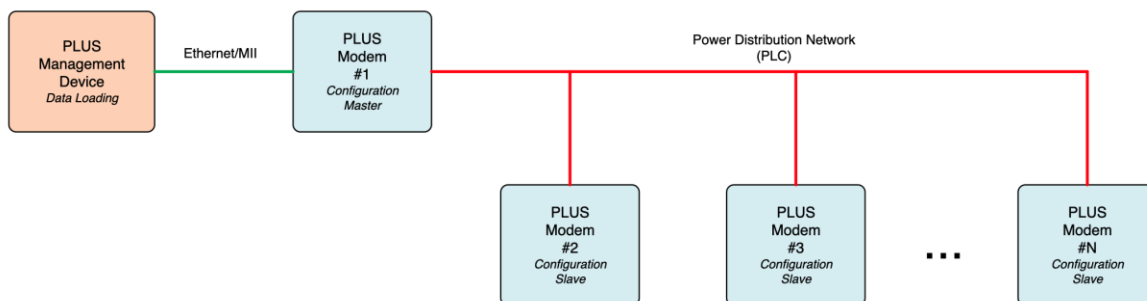 PLUS
Management
Device
Data Loading
Ethernet/MII
PLUS
Modem
#1
Configuration
Master
Power Distribution Network
(PLC)
PLUS
Modem
#2
Configuration
Slave
PLUS
Modem
#3
Configuration
Slave
...
PLUS
Modem
#N
Configuration
Slave